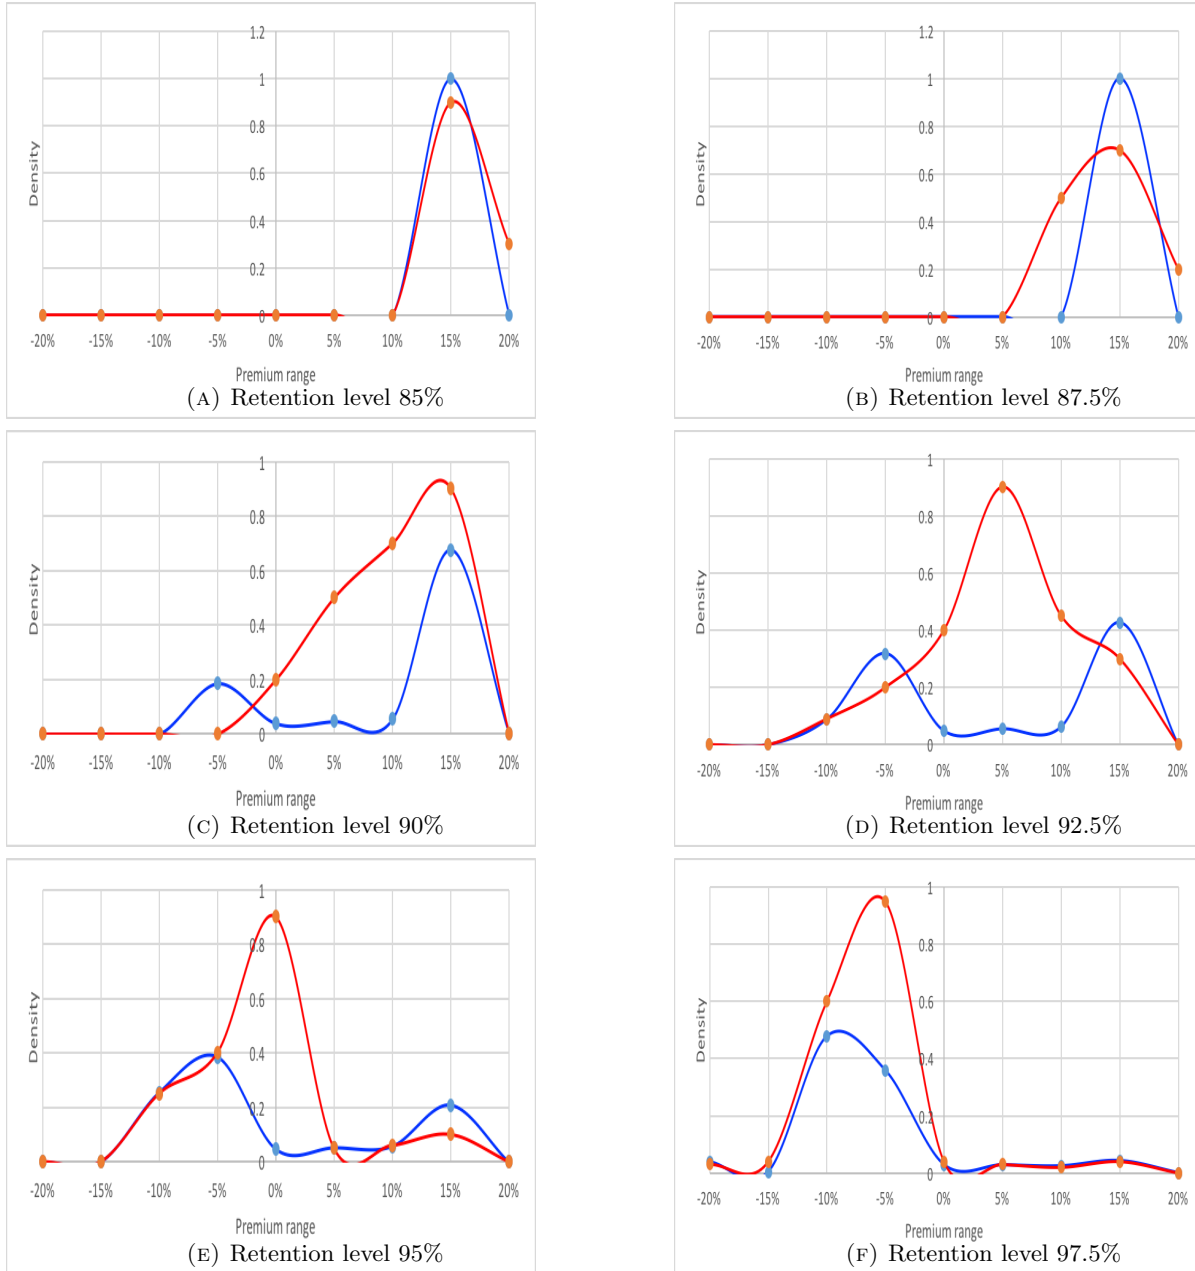 1.2
1
0.8
0.6
0.4
0.2
0
Density
-20% -15% -10% -5% 0% 5% 10% 15% 20%
Premium range
(A) Retention level 85%
1.2
1
0.8
0.6
0.4
0.2
0
Density
-20% -15% -10% -5% 0% 5% 10% 15% 20%
Premium range
(B) Retention level 87.5%
1
0.8
0.6
0.4
0.2
0
Density
-20% -15% -10% -5% 0% 5% 10% 15% 20%
Premium range
(C) Retention level 90%
1
0.8
0.6
0.4
0.2
0
Density
-20% -15% -10% -5% 0% 5% 10% 15% 20%
Premium range
(D) Retention level 92.5%
1
0.8
0.6
0.4
0.2
0
Density
-20% -15% -10% -5% 0% 5% 10% 15% 20%
Premium range
(E) Retention level 95%
1
0.8
0.6
0.4
0.2
0
Density
-20% -15% -10% -5% 0% 5% 10% 15% 20%
Premium range
(F) Retention level 97.5%